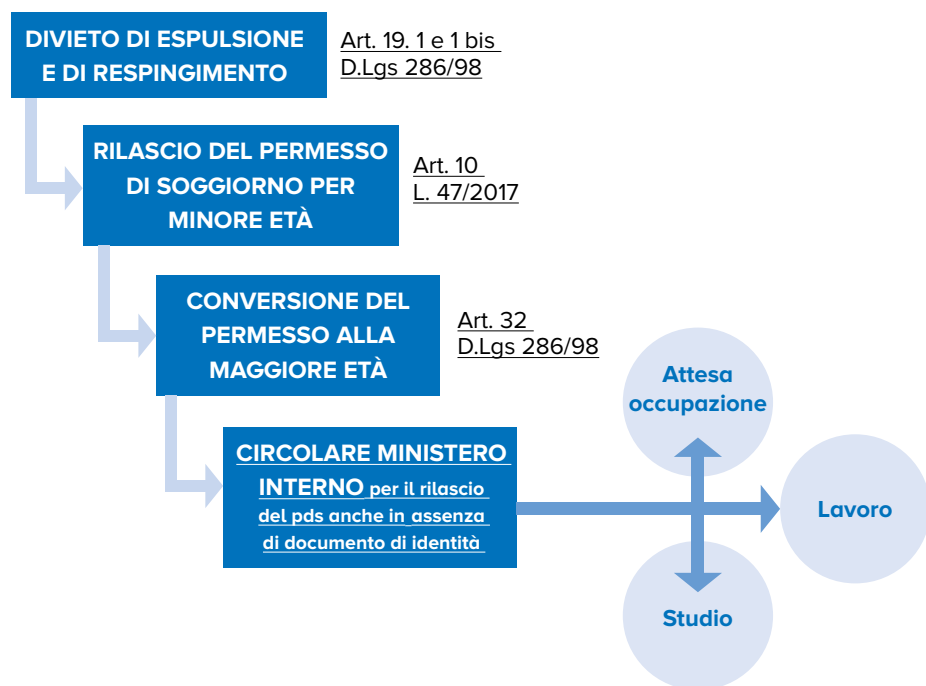 DIVIETO DI ESPULSIONE
E DI RESPINGIMENTO
Art. 19. 1 e 1 bis
D.Lgs 286/98
RILASCIO DEL PERMESSO
DI SOGGIORNO PER
MINORE ETÀ
Art. 10
L. 47/2017
CONVERSIONE DEL
PERMESSO ALLA
MAGGIORE ETÀ
Art. 32
D.Lgs 286/98
CIRCOLARE MINISTERO
INTERNO per il rilascio
del pds anche in assenza
di documento di identità
Attesa
occupazione
Lavoro
Studio